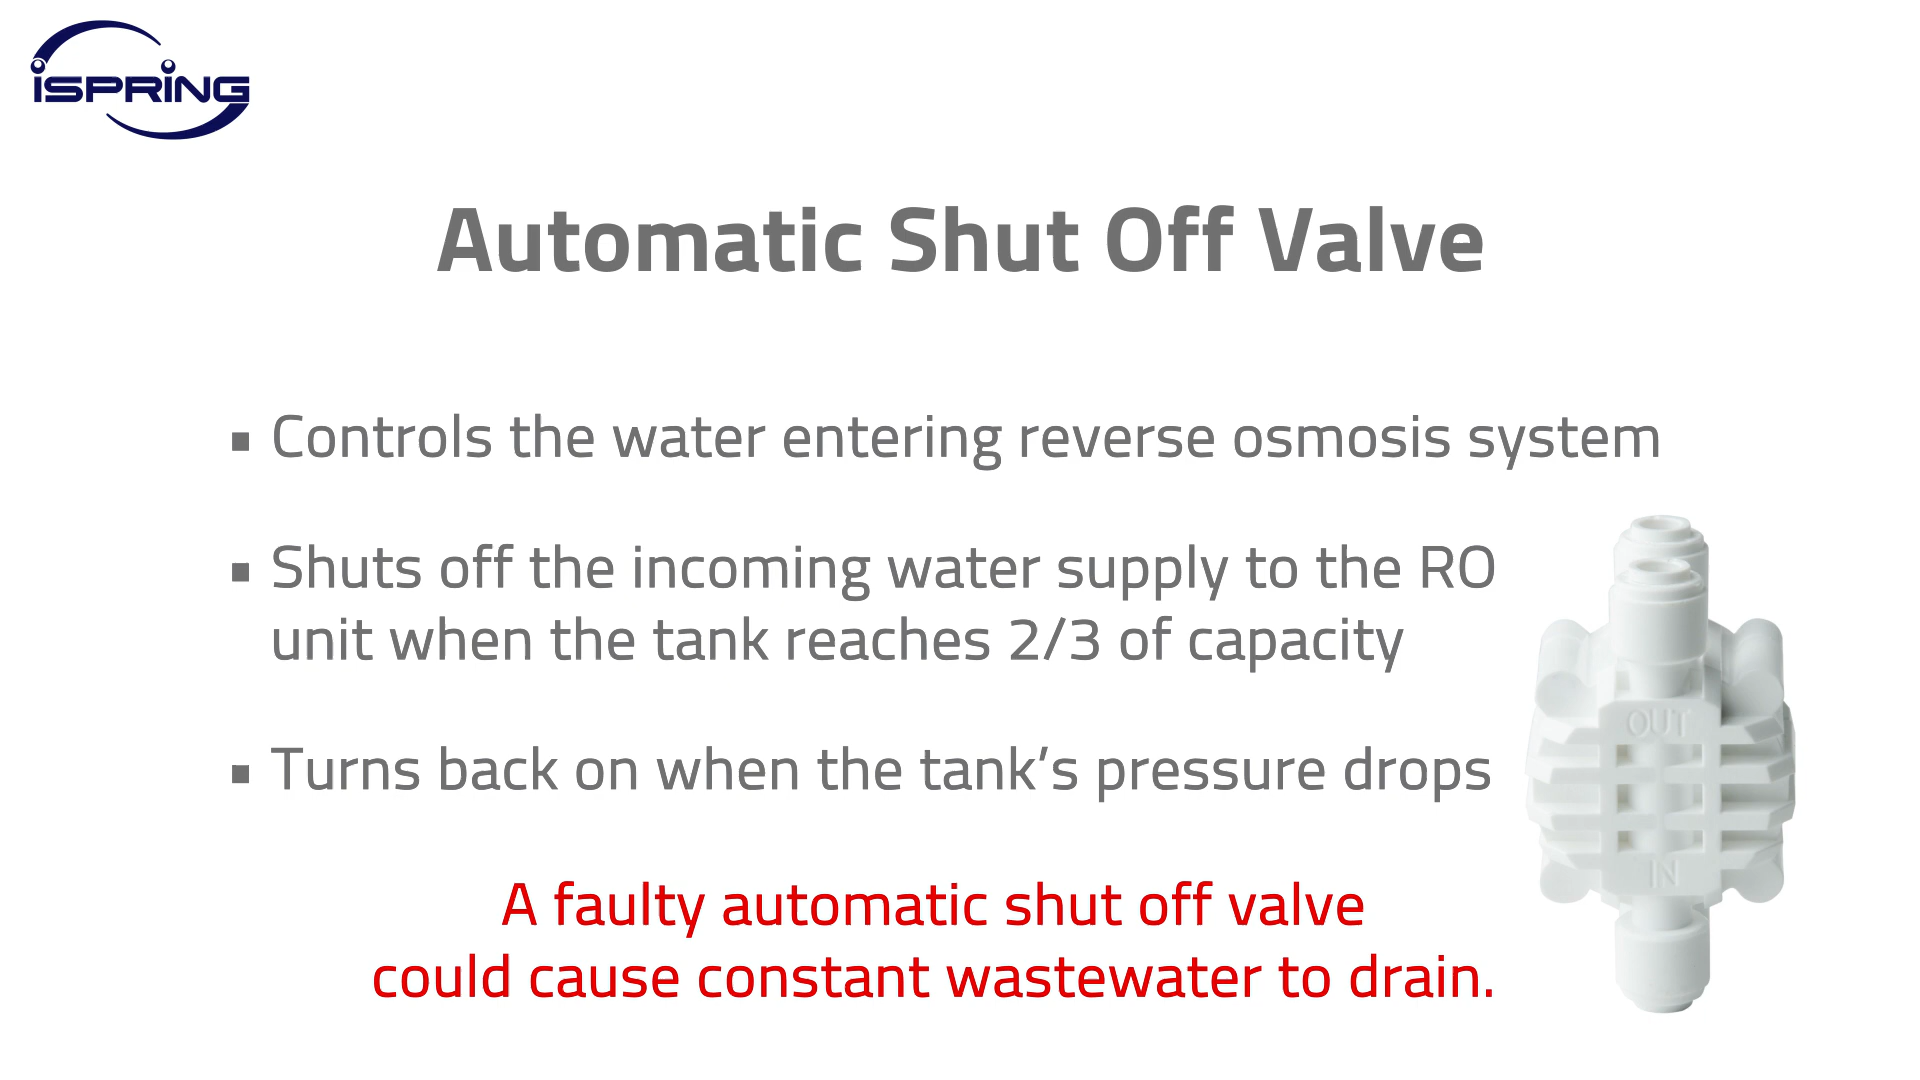 iSPRiNG
Automatic Shut Off Valve
▪ Controls the water entering reverse osmosis system
▪ Shuts off the incoming water supply to the RO
unit when the tank reaches 2/3 of capacity
▪ Turns back on when the tank’s pressure drops
OUT
IN
A faulty automatic shut off valve
could cause constant wastewater to drain.